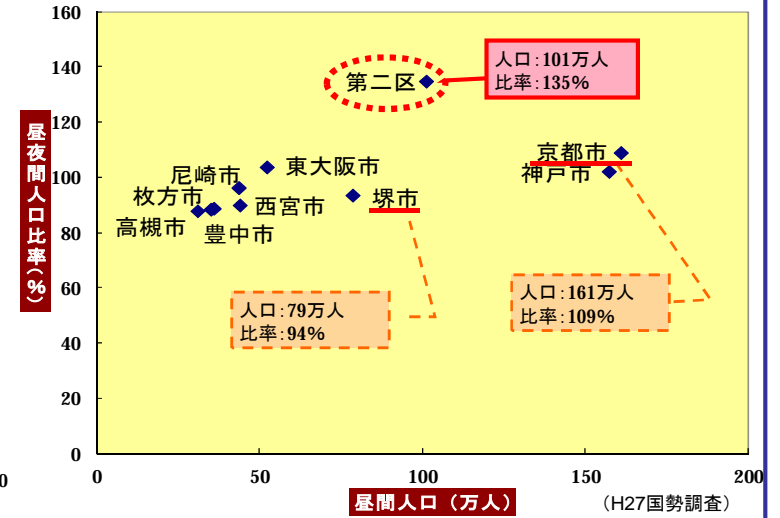 160
140
120
100
80
60
40
20
0
昼夜間人口比率(%)
第二区
人口:101万人
比率:135%
東大阪市
尼崎市
枚方市
高槻市
豊中市
西宮市
堺市
京都市
神戸市
人口:79万人
比率:94%
人口:161万人
比率:109%
0
0
50
100
150
200
昼間人口(万人)
(H27国勢調査)